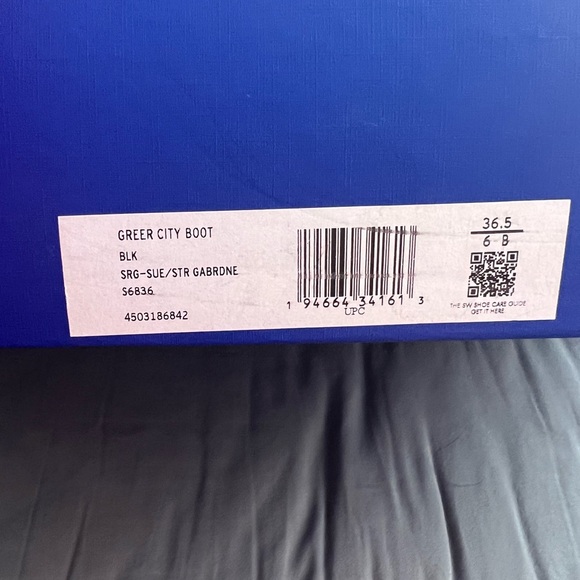 GREER CITY BOOT
BLK
SRG-SUE/STR GABRDNE
S6836
4503186842
1 94664 34161 3
UPC
36.5
6 B
THE SW SHOE CARE GUIDE
GET IT HERE